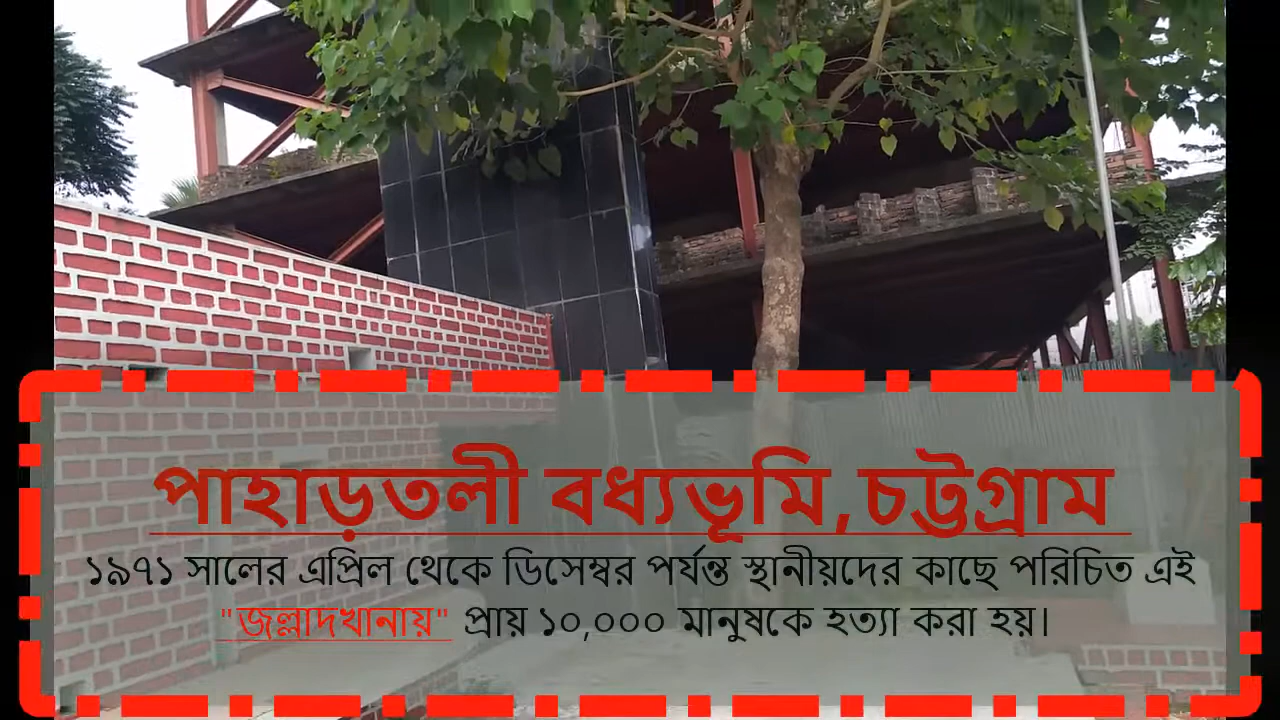 পাহাড়তলী বধ্যভূমি,চট্টগ্রাম
১৯৭১ সালের এপ্রিল থেকে ডিসেম্বর পর্যন্ত স্থানীয়দের কাছে পরিচিত এই
"জল্লাদখানায়" প্রায় ১০,০০০ মানুষকে হত্যা করা হয়।